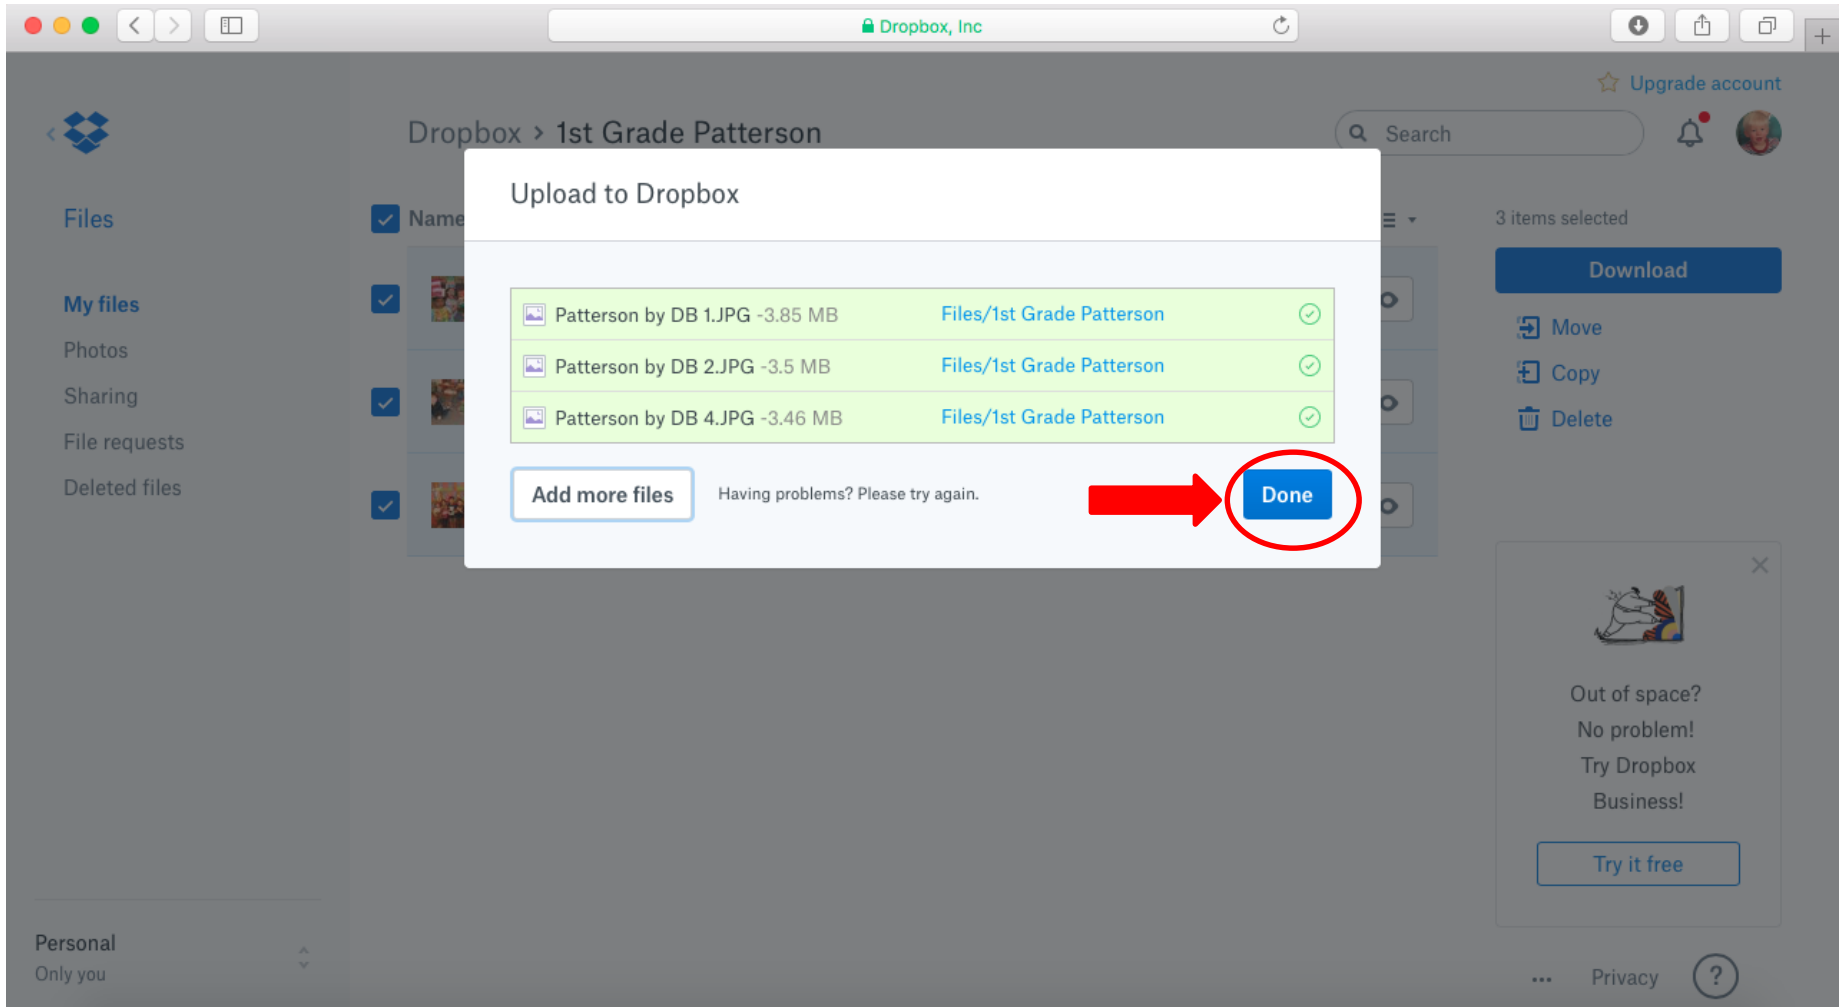 Dropbox, Inc
Upgrade account
Dropbox › 1st Grade Patterson
Search
Files
My files
Photos
Sharing
File requests
Deleted files
Personal
Only you
Name
Upload to Dropbox
Patterson by DB 1.JPG -3.85 MB Files/1st Grade Patterson
Patterson by DB 2.JPG -3.5 MB Files/1st Grade Patterson
Patterson by DB 4.JPG -3.46 MB Files/1st Grade Patterson
Add more files Having problems? Please try again. Done
3 items selected
Download
Move
Copy
Delete
Out of space?
No problem!
Try Dropbox
Business!
Try it free
... Privacy ?